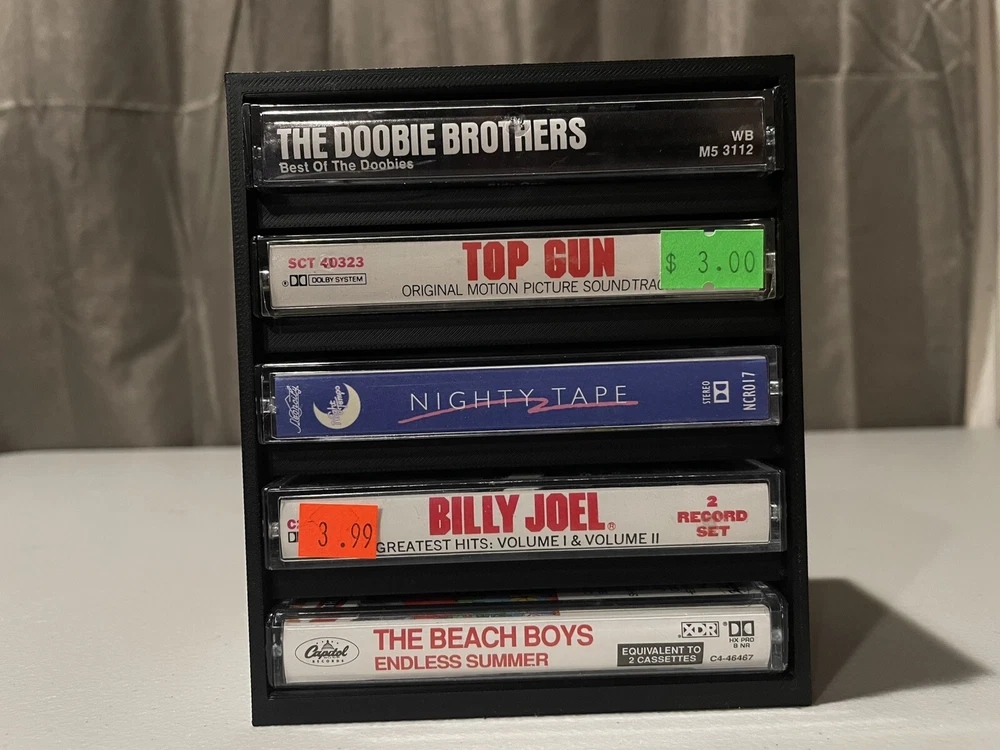 THE DOOBIE BROTHERS
Best Of The Doobies
WB
M5 3112
SCT 40323
DOLBY SYSTEM
TOP GUN
ORIGINAL MOTION PICTURE SOUNDTRAC
$ 3.00
NIGHTY TAPE
STEREO
NCR017
3.99
BILLY JOEL®
GREATEST HITS: VOLUME I & VOLUME II
2
RECORD
SET
Capitol
RECORDS
THE BEACH BOYS
ENDLESS SUMMER
XDR
HX PRO
B NR
EQUIVALENT TO
2 CASSETTES
C4-46467